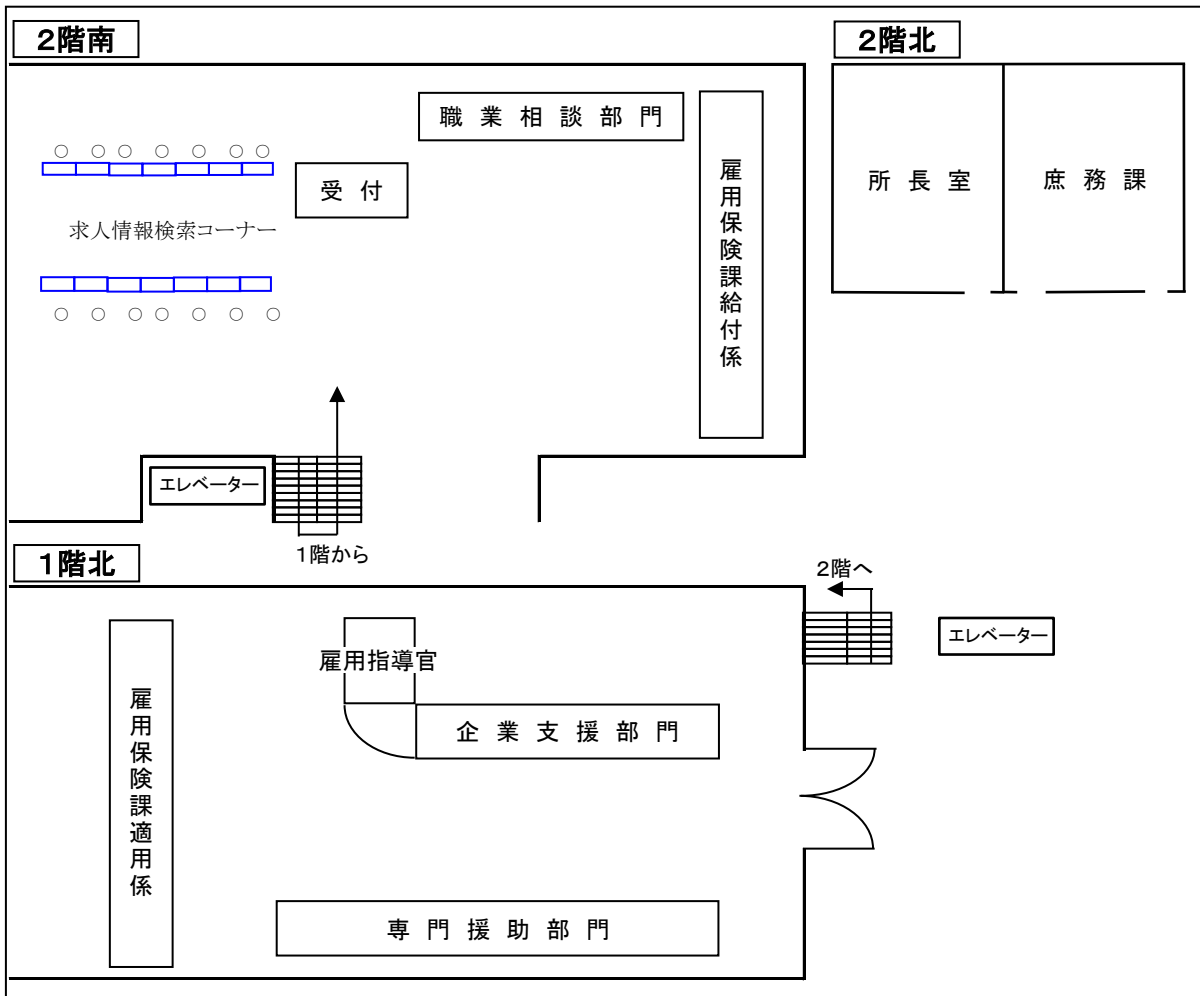 2階南
2階北
職業相談部門
受付
雇用保険課給付係
所長室
庶務課
求人情報検索コーナー
エレベーター
1階から
1階北
2階へ
エレベーター
雇用指導官
企業支援部門
雇用保険課適用係
専門援助部門